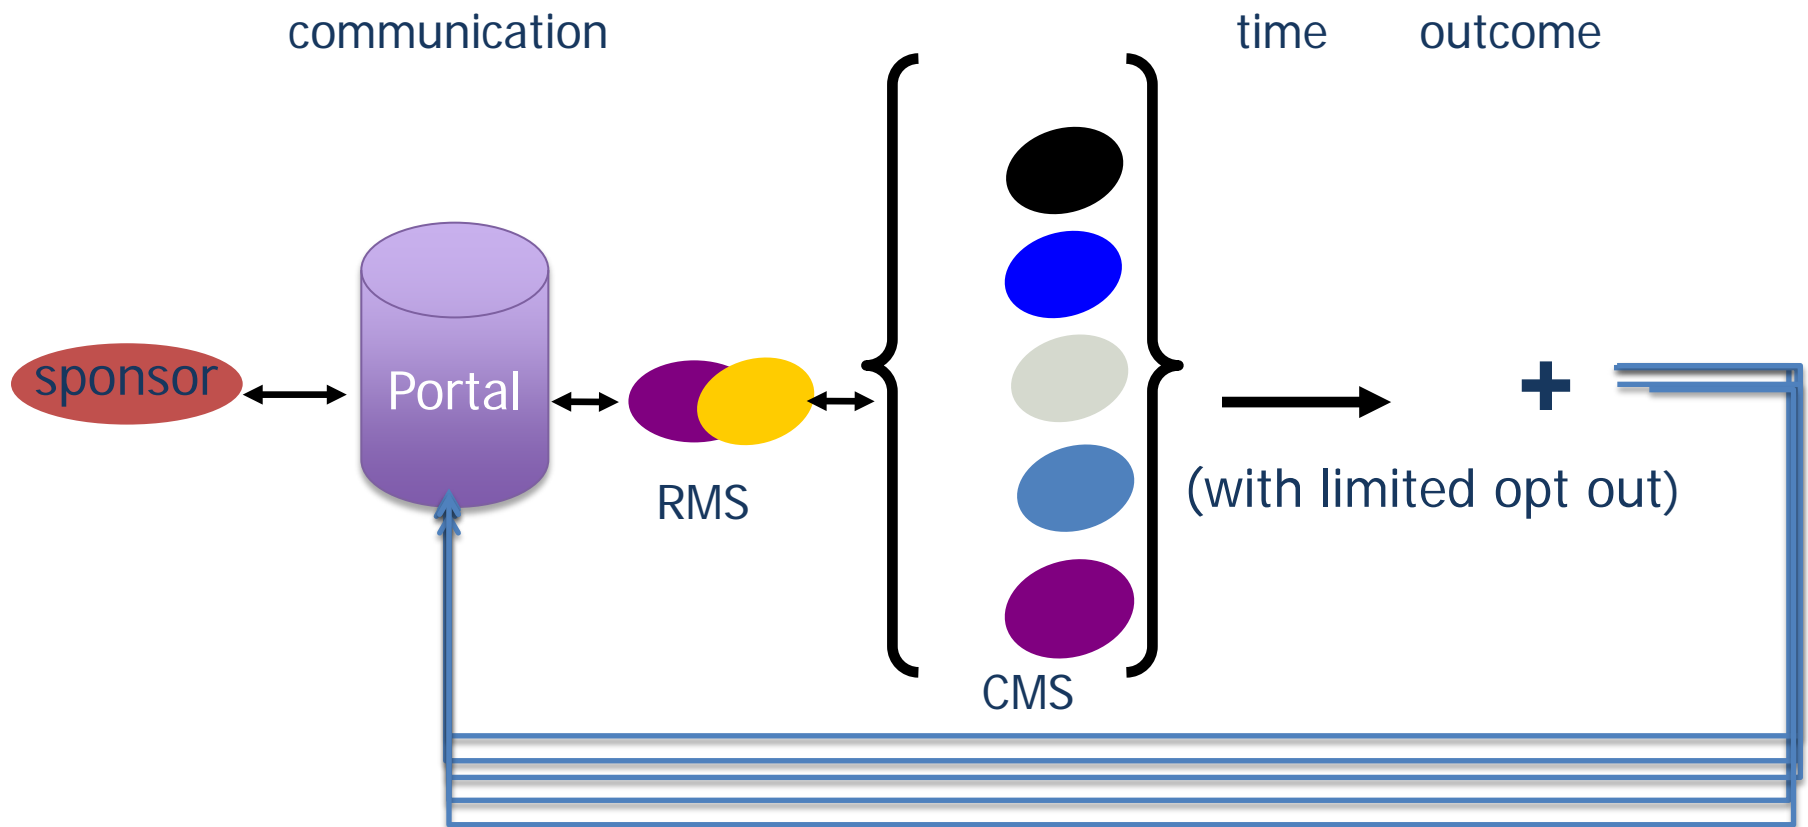 communication
time
outcome
sponsor
Portal
RMS
(with limited opt out)
CMS